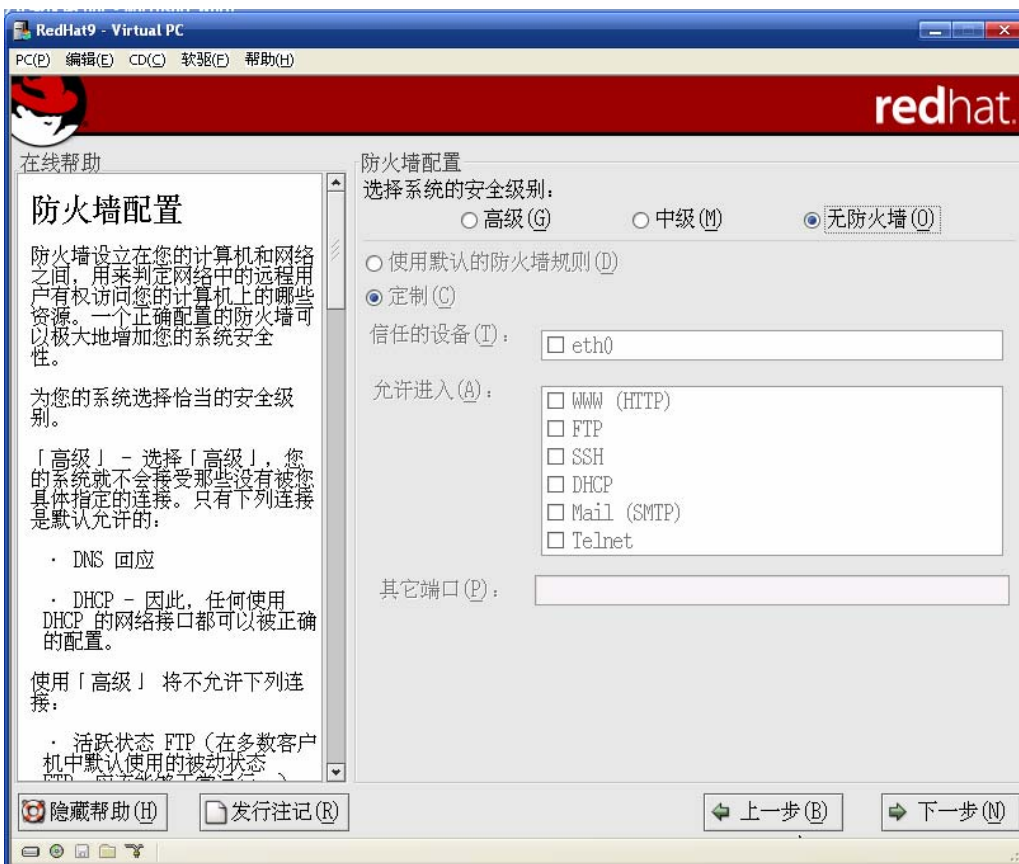 RedHat9 - Virtual PC
PC(P) 编辑(E) CD(C) 软驱(F) 帮助(H)
redhat.
在线帮助
防火墙配置
防火墙设立在您的计算机和网络
之间，用来判定网络中的远程用
户有权访问您的计算机上的哪些
资源。一个正确配置的防火墙可
以极大地增加您的系统安全
性。
为您的系统选择恰当的安全级
别。
「高级」 - 选择「高级」，您
的系统就不会接受那些没有被您
具体指定的连接。只有下列连接
是默认允许的：
· DNS 回应
· DHCP - 因此，任何使用
DHCP 的网络接口都可以被正确
的配置。
使用「高级」 将不允许下列连
接：
· 活跃状态 FTP（在多数客户
机中默认使用的被动状态
防火墙配置
选择系统的安全级别：
高级(G) 中级(M) 无防火墙(O)
使用默认的防火墙规则(D)
定制(C)
信任的设备(T)：
eth0
允许进入(A)：
WWW (HTTP)
FTP
SSH
DHCP
Mail (SMTP)
Telnet
其它端口(P)：
隐藏帮助(H) 发行注记(R) 上一步(B) 下一步(N)